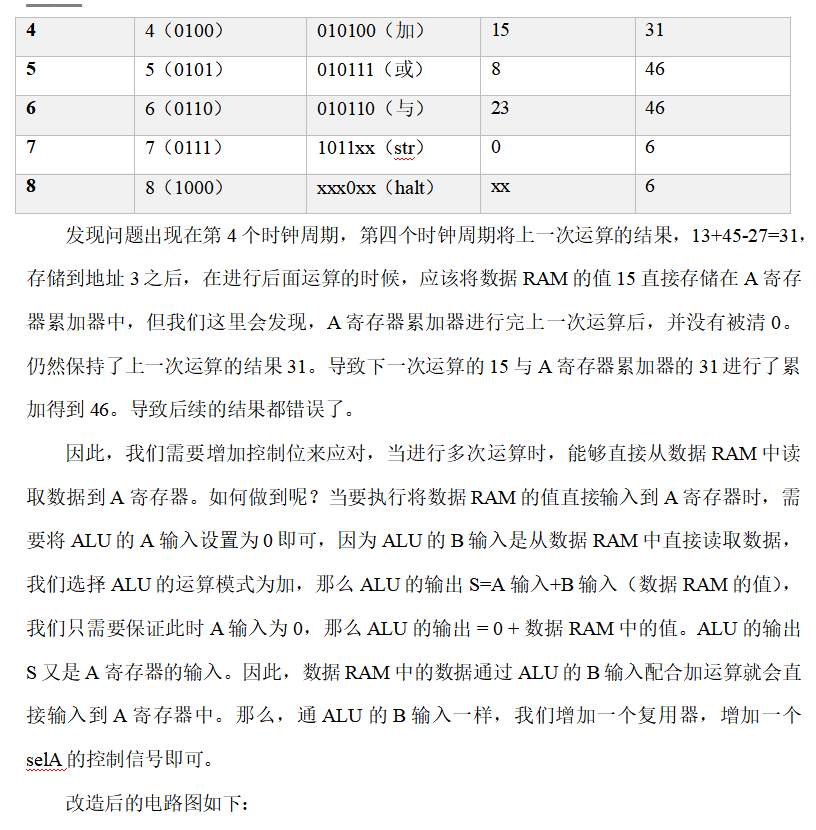 4 4（0100） 010100（加） 15 31
5 5（0101） 010111（或） 8 46
6 6（0110） 010110（与） 23 46
7 7（0111） 1011xx（str） 0 6
8 8（1000） xxx0xx（halt） xx 6
发现问题出现在第 4 个时钟周期，第四个时钟周期将上一次运算的结果，13+45-27=31，
存储到地址 3 之后，在进行后面运算的时候，应该将数据 RAM 的值 15 直接存储在 A 寄存
器累加器中，但我们这里会发现，A 寄存器累加器进行完上一次运算后，并没有被清 0。
仍然保持了上一次运算的结果 31。导致下一次运算的 15 与 A 寄存器累加器的 31 进行了累
加得到 46。导致后续的结果都错误了。
因此，我们需要增加控制位来应对，当进行多次运算时，能够直接从数据 RAM 中读
取数据到 A 寄存器。如何做到呢？当要执行将数据 RAM 的值直接输入到 A 寄存器时，需
要将 ALU 的 A 输入设置为 0 即可，因为 ALU 的 B 输入是从数据 RAM 中直接读取数据，
我们选择 ALU 的运算模式为加，那么 ALU 的输出 S=A 输入+B 输入（数据 RAM 的值），
我们只需要保证此时 A 输入为 0，那么 ALU 的输出 = 0 + 数据 RAM 中的值。ALU 的输出
S 又是 A 寄存器的输入。因此，数据 RAM 中的数据通过 ALU 的 B 输入配合加运算就会直
接输入到 A 寄存器中。那么，通 ALU 的 B 输入一样，我们增加一个复用器，增加一个
selA 的控制信号即可。
改造后的电路图如下：